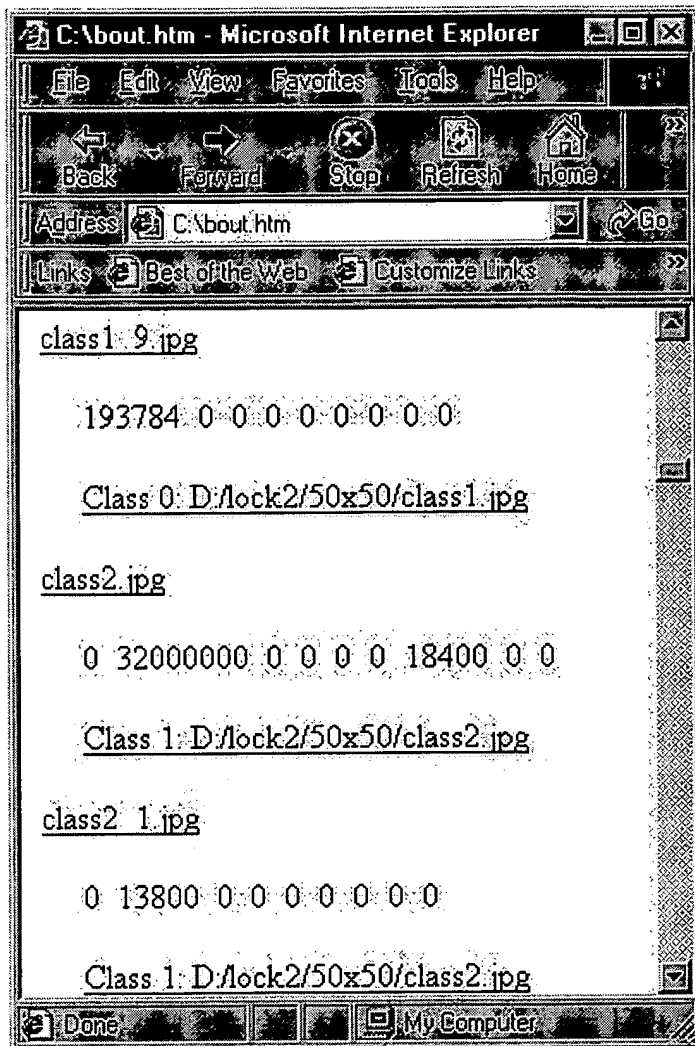 C:\bout.htm - Microsoft Internet Explorer
File Edit View Favorites Tools Help
Back Forward Stop Refresh Home
Address C:\bout.htm Go
Links Best of the Web Customize Links
class1 9.jpg
193784 0 0 0 0 0 0 0 0
Class 0: D:/lock2/50x50/class1.jpg
class2.jpg
0 32000000 0 0 0 0 18400 0 0
Class 1: D:/lock2/50x50/class2.jpg
class2 1.jpg
0 13800 0 0 0 0 0 0 0
Class 1: D:/lock2/50x50/class2.jpg
Done My Computer